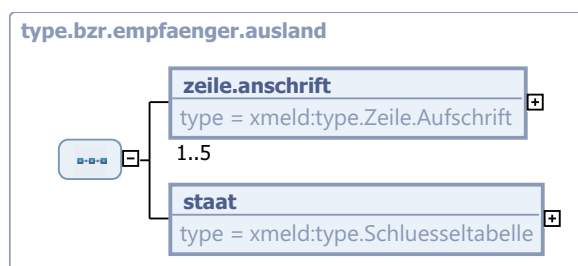 type.bzr.empfaenger.ausland
zeile.anschrift
type = xmeld:type.Zeile.Aufschrift
1..5
staat
type = xmeld:type.Schluesseltabelle